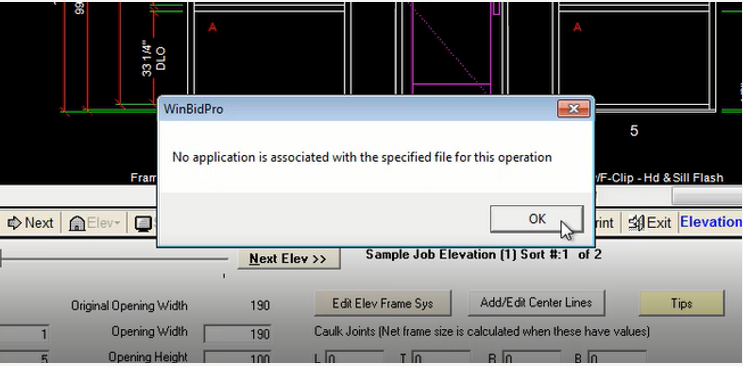 99
A
A
33 1/4"
DLO
WinBidPro
No application is associated with the specified file for this operation
5
Fram
/F-Clip - Hd & Sill Flash
OK
Next
Elev
int
Exit
Elevation
Next Elev >>
Sample Job Elevation (1) Sort #:1 of 2
Original Opening Width 190
Edit Elev Frame Sys
Add/Edit Center Lines
Tips
1
Opening Width 190
Caulk Joints (Net frame size is calculated when these have values)
5
Opening Height 100
L 0 T 0 R 0 B 0